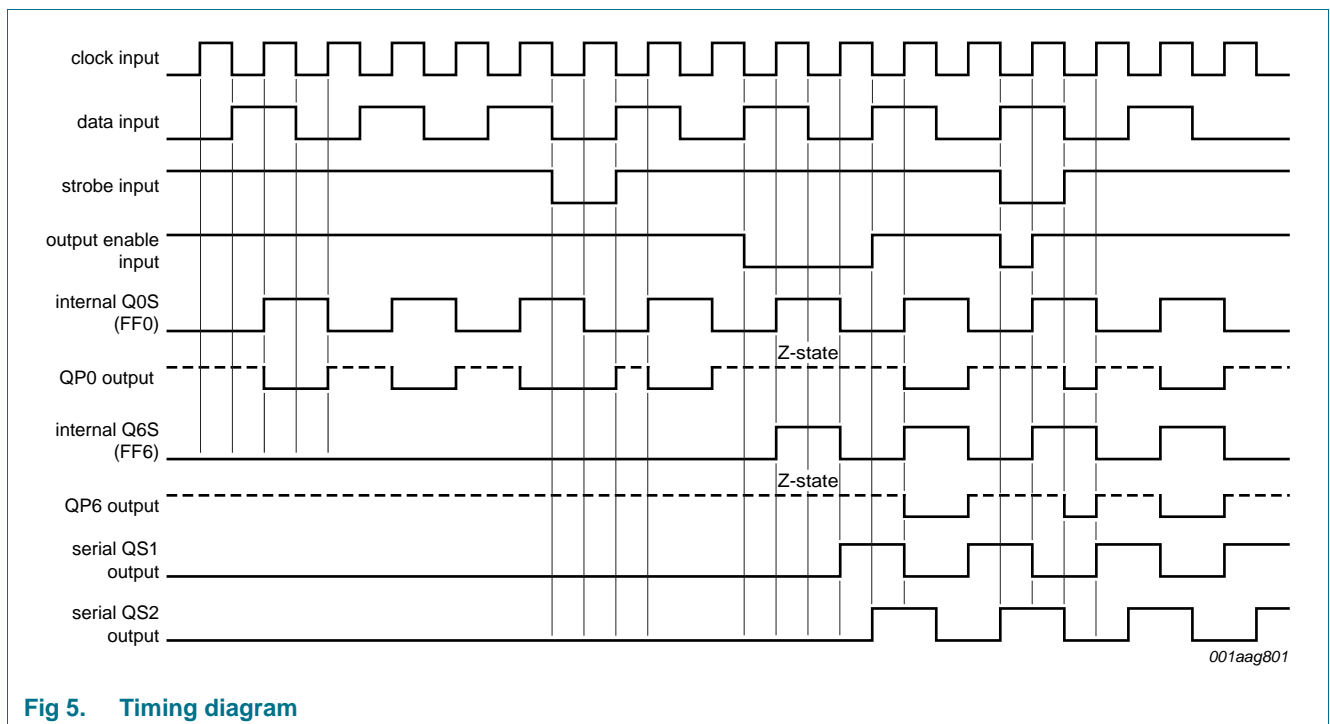 clock input
data input
strobe input
output enable
input
internal Q0S
(FF0)
Z-state
QP0 output
internal Q6S
(FF6)
Z-state
QP6 output
serial QS1
output
serial QS2
output
001aag801
Fig 5. Timing diagram